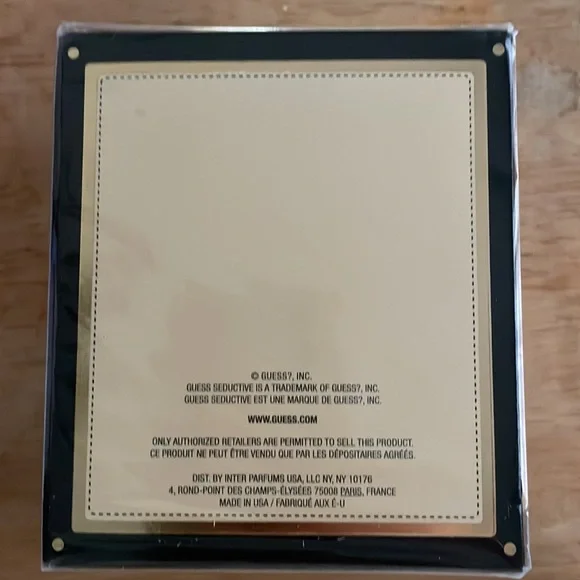 © GUESS?, INC.
GUESS SEDUCTIVE IS A TRADEMARK OF GUESS?, INC.
GUESS SEDUCTIVE EST UNE MARQUE DE GUESS?, INC.
WWW.GUESS.COM
ONLY AUTHORIZED RETAILERS ARE PERMITTED TO SELL THIS PRODUCT.
CE PRODUIT NE PEUT ÊTRE VENDU QUE PAR LES DÉPOSITAIRES AGRÉÉS.
DIST. BY INTER PARFUMS USA, LLC NY, NY 10176
4, ROND-POINT DES CHAMPS-ÉLYSÉES 75008 PARIS, FRANCE
MADE IN USA / FABRIQUÉ AUX É-U